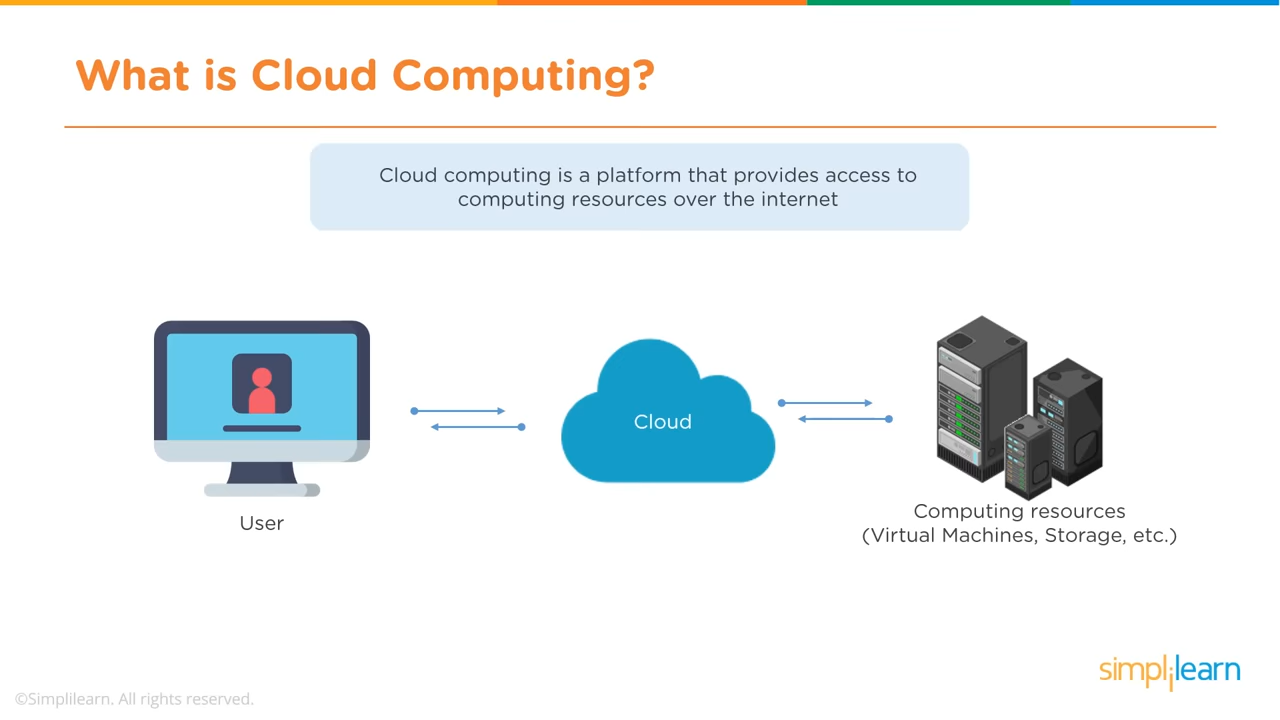 What is Cloud Computing?
Cloud computing is a platform that provides access to
computing resources over the internet
Cloud
User
Computing resources
(Virtual Machines, Storage, etc.)
simplilearn
©Simplilearn. All rights reserved.